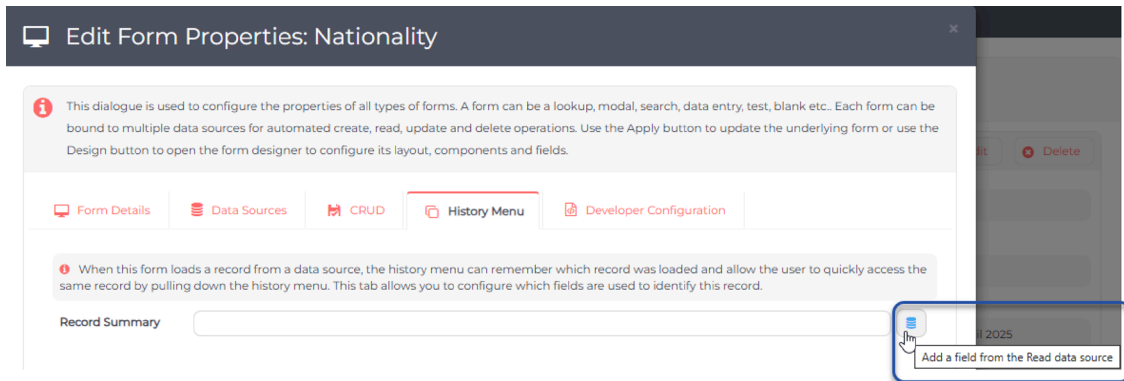 Edit Form Properties: Nationality
×
This dialogue is used to configure the properties of all types of forms. A form can be a lookup, modal, search, data entry, test, blank etc.. Each form can be
bound to multiple data sources for automated create, read, update and delete operations. Use the Apply button to update the underlying form or use the
Design button to open the form designer to configure its layout, components and fields.
Delete
Form Details Data Sources CRUD History Menu Developer Configuration
When this form loads a record from a data source, the history menu can remember which record was loaded and allow the user to quickly access the
same record by pulling down the history menu. This tab allows you to configure which fields are used to identify this record.
Record Summary
2025
Add a field from the Read data source